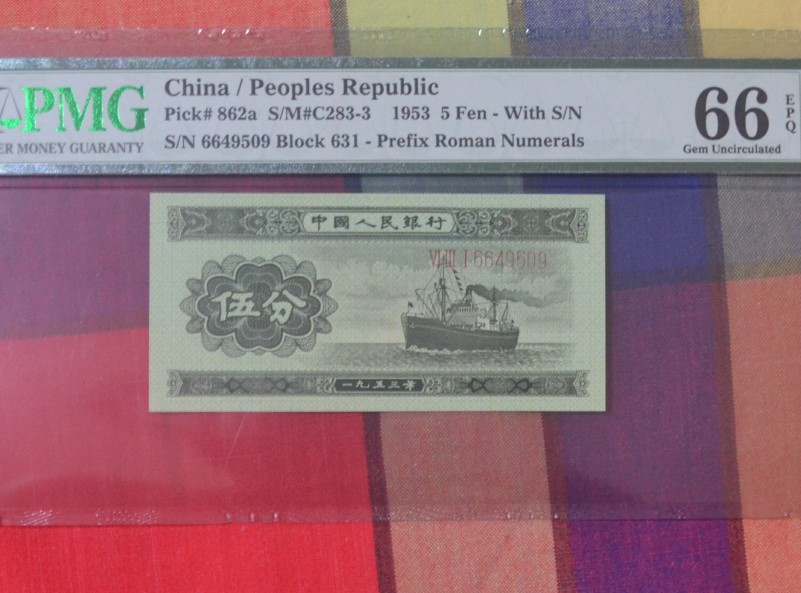 PMG
ER MONEY GUARANTY
China / Peoples Republic
Pick# 862a S/M#C283-3 1953 5 Fen - With S/N
S/N 6649509 Block 631 - Prefix Roman Numerals
66 EPQ
Gem Uncirculated
中國人民銀行
VI III I 6649509
伍分
一九五三年